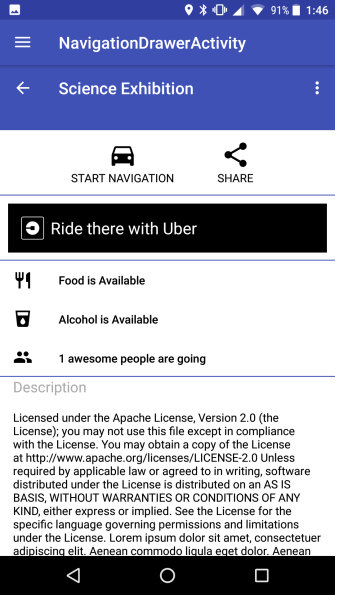 91% 1:46
NavigationDrawerActivity
Science Exhibition
START NAVIGATION SHARE
Ride there with Uber
Food is Available
Alcohol is Available
1 awesome people are going
Description
Licensed under the Apache License, Version 2.0 (the
License); you may not use this file except in compliance
with the License. You may obtain a copy of the License
at http://www.apache.org/licenses/LICENSE-2.0 Unless
required by applicable law or agreed to in writing, software
distributed under the License is distributed on an AS IS
BASIS, WITHOUT WARRANTIES OR CONDITIONS OF ANY
KIND, either express or implied. See the License for the
specific language governing permissions and limitations
under the License. Lorem ipsum dolor sit amet, consectetuer
adipiscing elit. Aenean commodo ligula eget dolor. Aenean